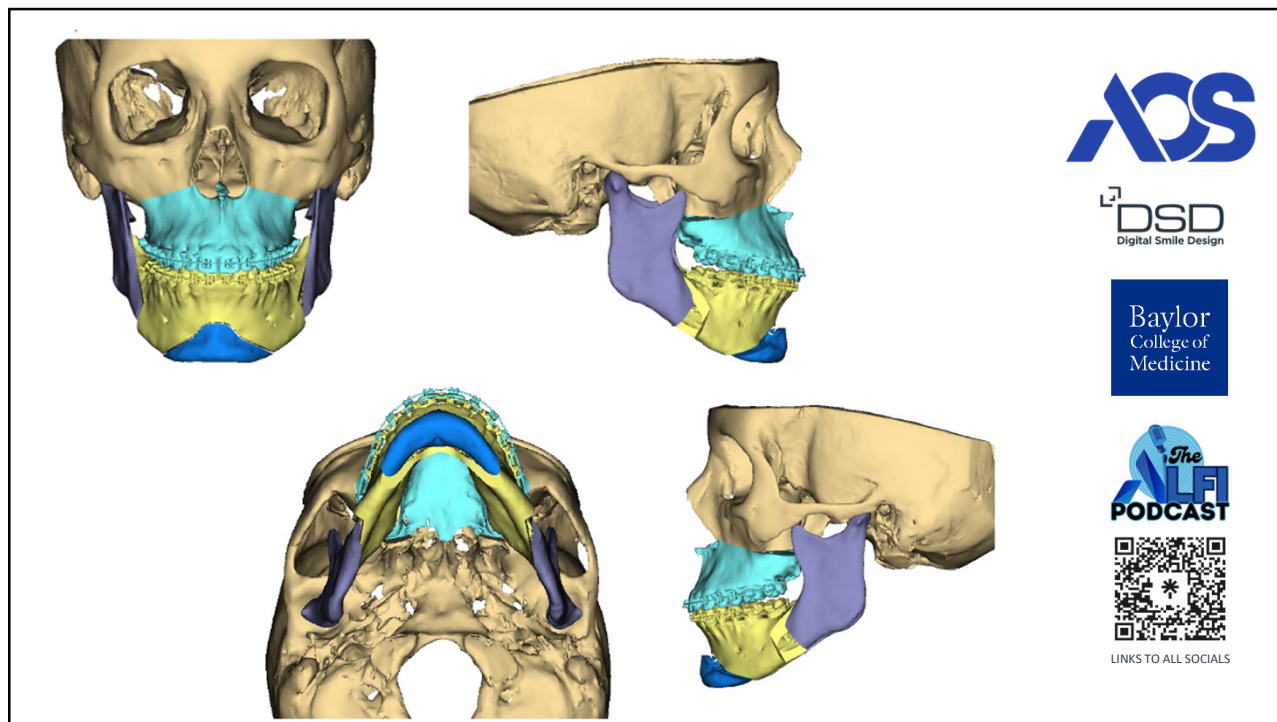 AOS
DSD
Digital Smile Design
Baylor
College of
Medicine
The
ALFI
PODCAST
LINKS TO ALL SOCIALS